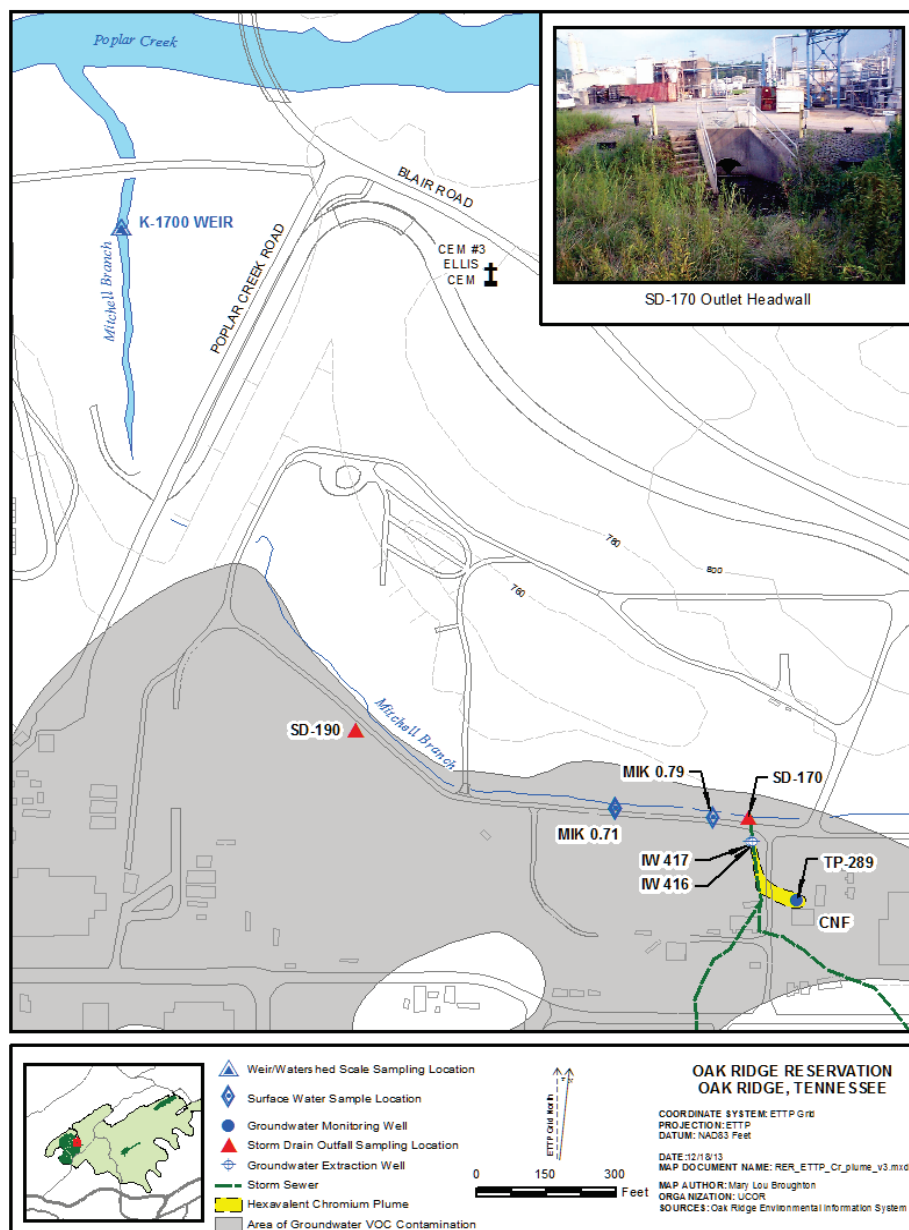 Poplar Creek
BLAIR ROAD
K-1700 WEIR
CEM #3
ELLIS
CEM
SD-170 Outlet Headwall
Mitchell Branch
POPLAR CREEK ROAD
760
800
760
Mitchell Branch
SD-190
MIK 0.79
SD-170
MIK 0.71
IW 417
IW 416
TP-289
CNF
Weir/Watershed Scale Sampling Location
Surface Water Sample Location
Groundwater Monitoring Well
Storm Drain Outfall Sampling Location
Groundwater Extraction Well
Storm Sewer
Hexavalent Chromium Plume
Area of Groundwater VOC Contamination
ETTP Grid North
0 150 300
Feet
OAK RIDGE RESERVATION
OAK RIDGE, TENNESSEE
COORDINATE SYSTEM: ETTP Grid
PROJECTION: ETTP
DATUM: NAD83 Feet
DATE:12/18/13
MAP DOCUMENT NAME: RER_ETTP_Cr_plume_v3.mxd
MAP AUTHOR: Mary Lou Broughton
ORGANIZATION: UCOR
SOURCES: Oak Ridge Environmental Information System